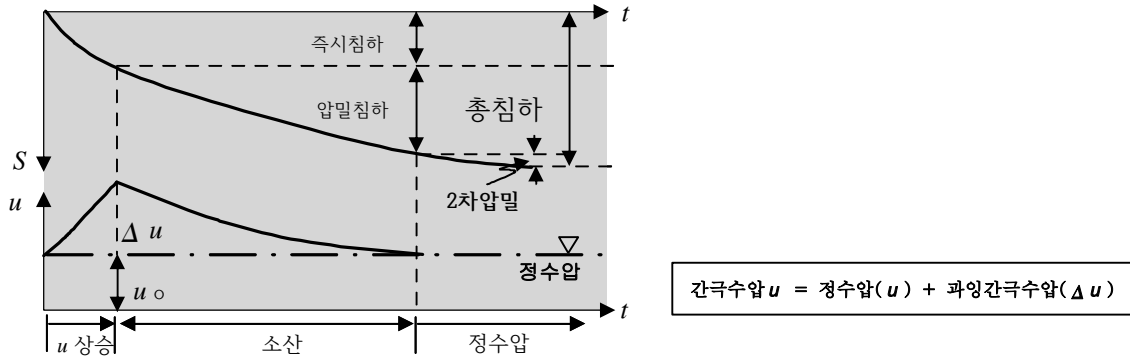 t
즉시침하
압밀침하
총침하
S
2차압밀
u
Δ u
정수압
u o
간극수압 u = 정수압(u) + 과잉간극수압(Δ u)
t
u 상승
소산
정수압